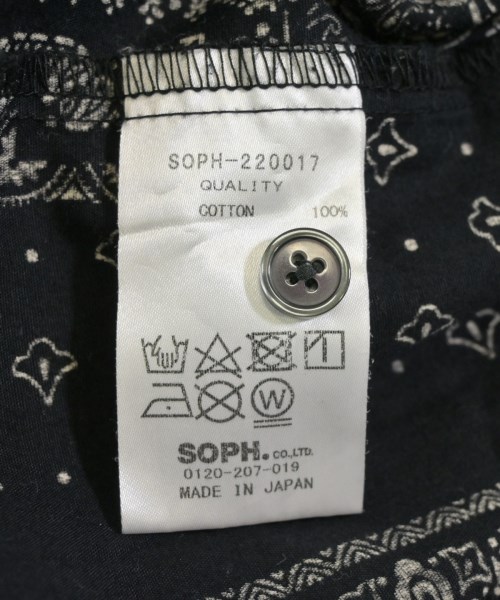 SOPH-220017
QUALITY
COTTON 100%
W
SOPH. CO.,LTD.
0120-207-019
MADE IN JAPAN